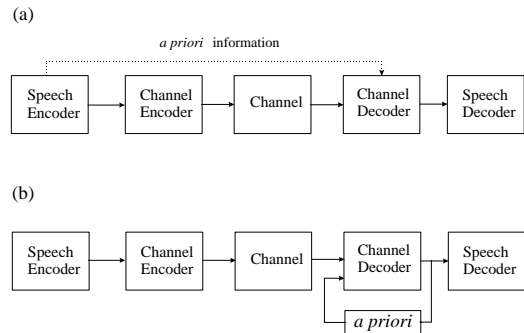 (a)
a priori information
Speech
Encoder
Channel
Encoder
Channel
Channel
Decoder
Speech
Decoder
(b)
Speech
Encoder
Channel
Encoder
Channel
Channel
Decoder
Speech
Decoder
a priori